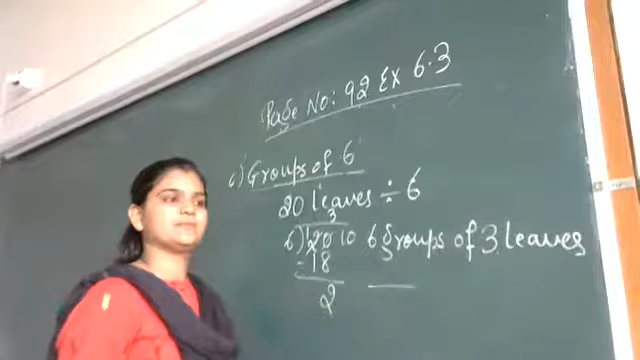 Page No: 92 Ex 6.3
c) Groups of 6
20 leaves ÷ 6
3
6)20 10 6 groups of 3 leaves
-18
2